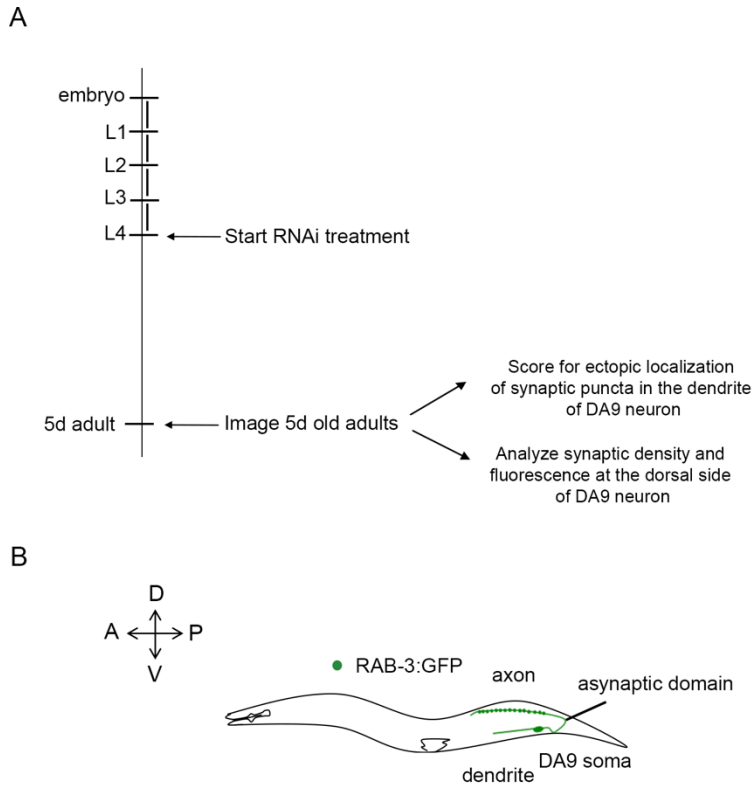 A
embryo
L1
L2
L3
L4
Start RNAi treatment
5d adult
Image 5d old adults
Score for ectopic localization
of synaptic puncta in the dendrite
of DA9 neuron
Analyze synaptic density and
fluorescence at the dorsal side
of DA9 neuron
B
D
A
P
V
RAB-3:GFP
axon
asynaptic domain
DA9 soma
dendrite